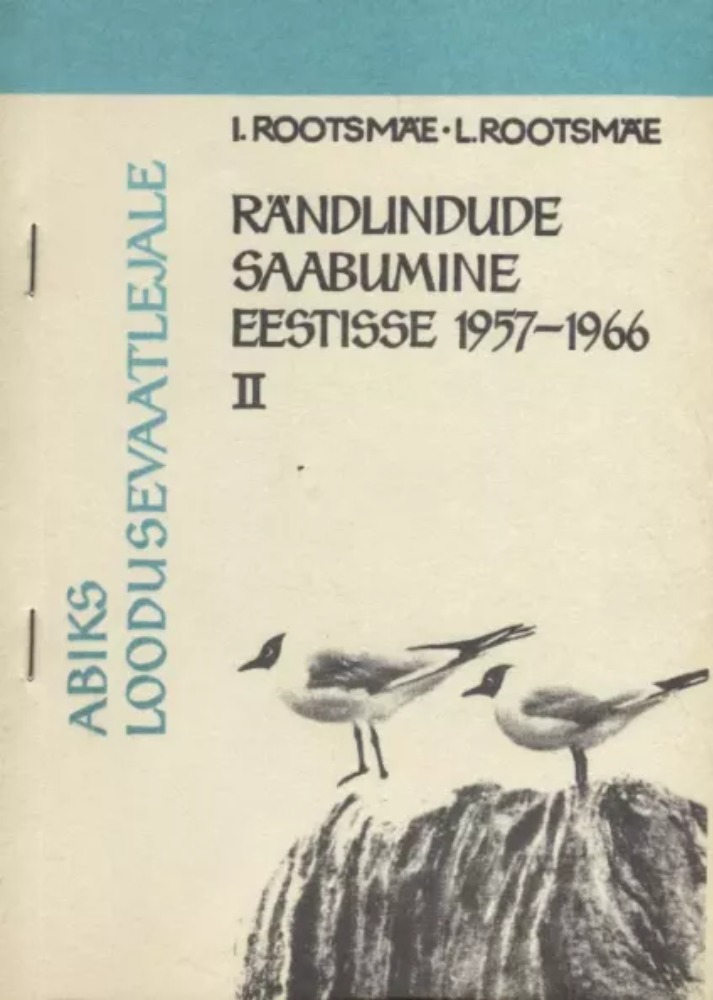 I. ROOTSMÄE · L. ROOTSMÄE
RÄNDLINDUDE
SAABUMINE
EESTISSE 1957–1966
II
ABIKS
LOODUSEVAATLEJALE